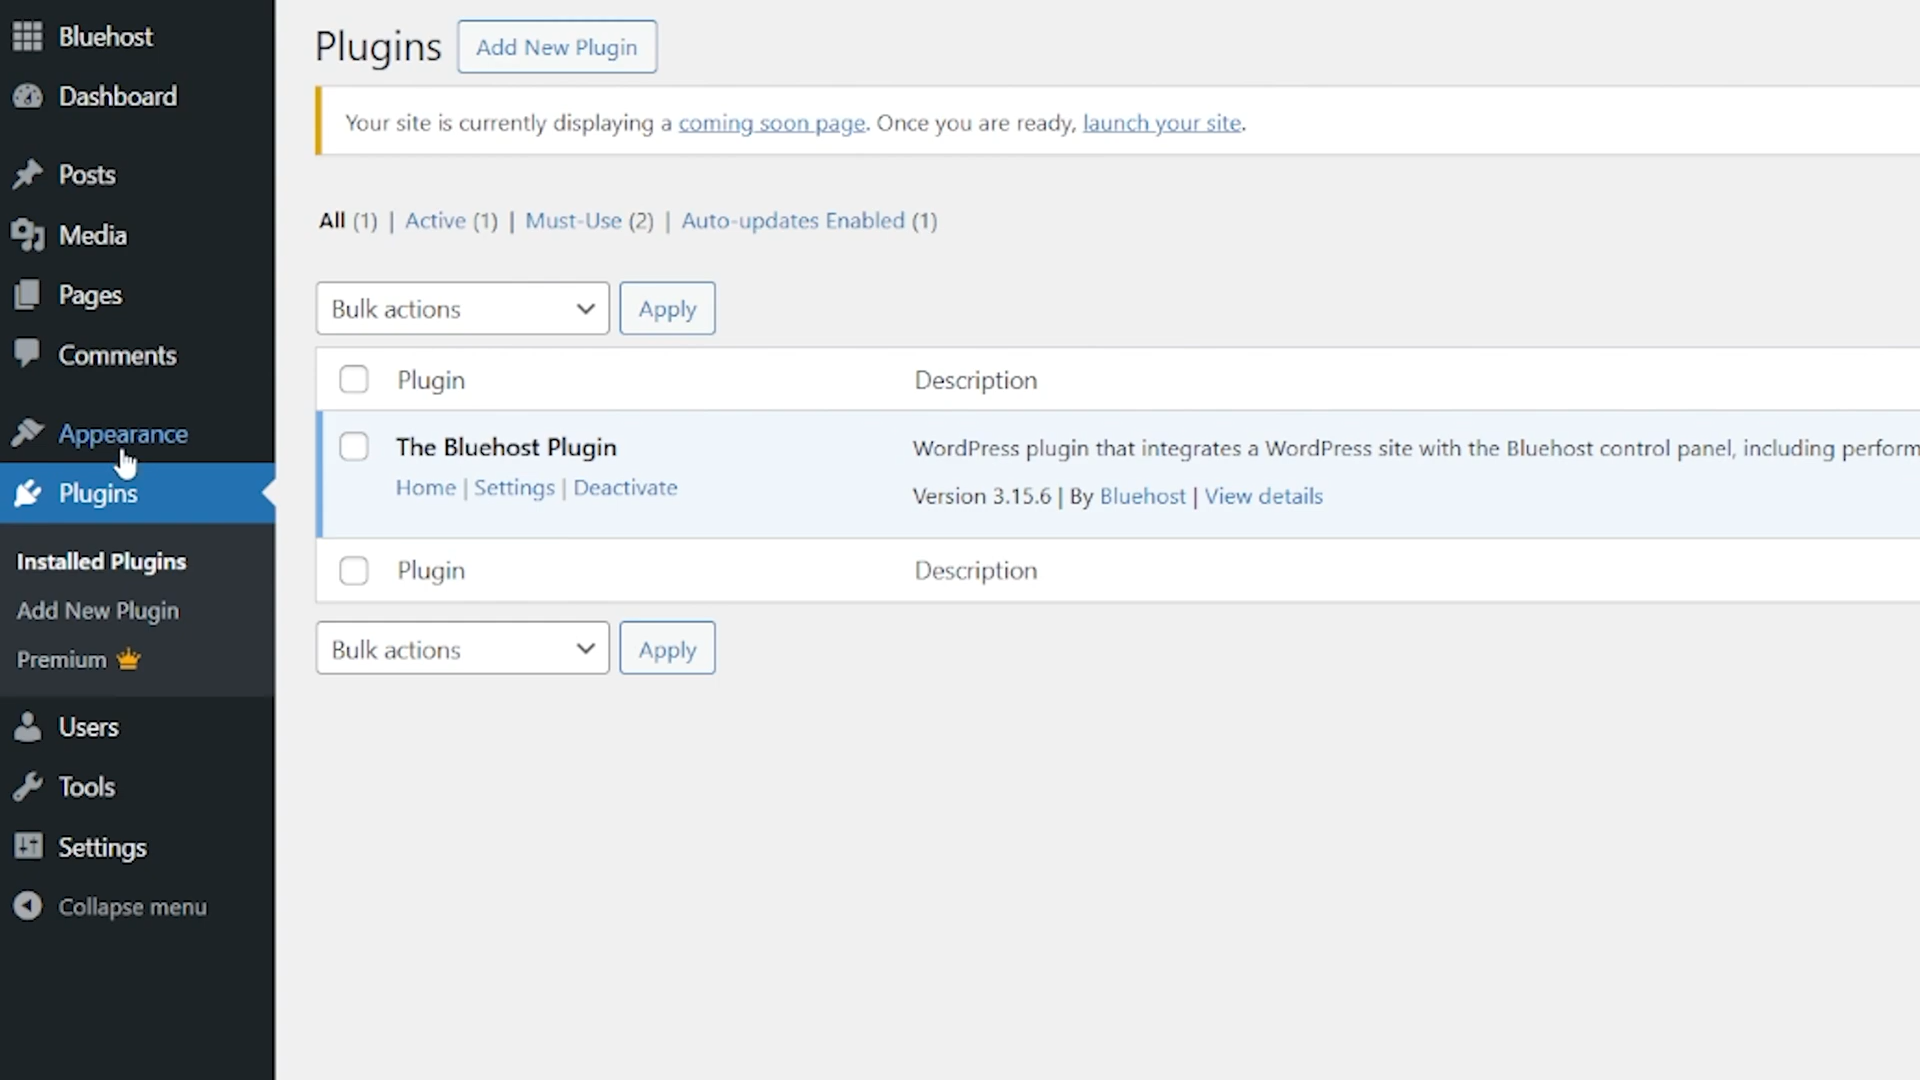 Bluehost
Dashboard
Posts
Media
Pages
Comments
Appearance
Plugins
Installed Plugins
Add New Plugin
Premium
Users
Tools
Settings
Collapse menu
Plugins Add New Plugin
Your site is currently displaying a coming soon page. Once you are ready, launch your site.
All (1) | Active (1) | Must-Use (2) | Auto-updates Enabled (1)
Bulk actions Apply
Plugin Description
The Bluehost Plugin WordPress plugin that integrates a WordPress site with the Bluehost control panel, including perform
Home | Settings | Deactivate Version 3.15.6 | By Bluehost | View details
Plugin Description
Bulk actions Apply